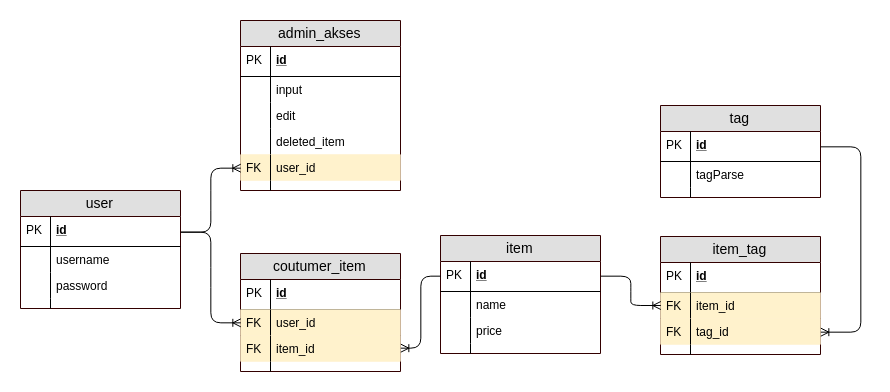 admin_akses
PK id
input
edit
deleted_item
FK user_id
user
PK id
username
password
coutumer_item
PK id
FK user_id
FK item_id
item
PK id
name
price
tag
PK id
tagParse
item_tag
PK id
FK item_id
FK tag_id